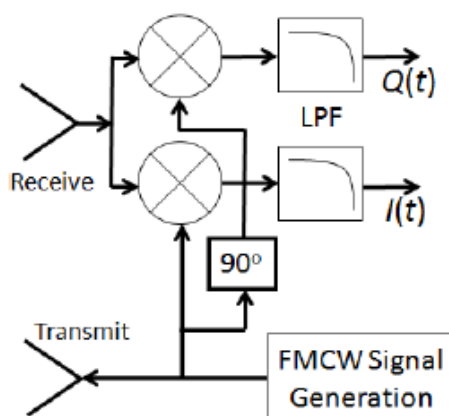 Q(t)
LPF
Receive
I(t)
90°
Transmit
FMCW Signal
Generation